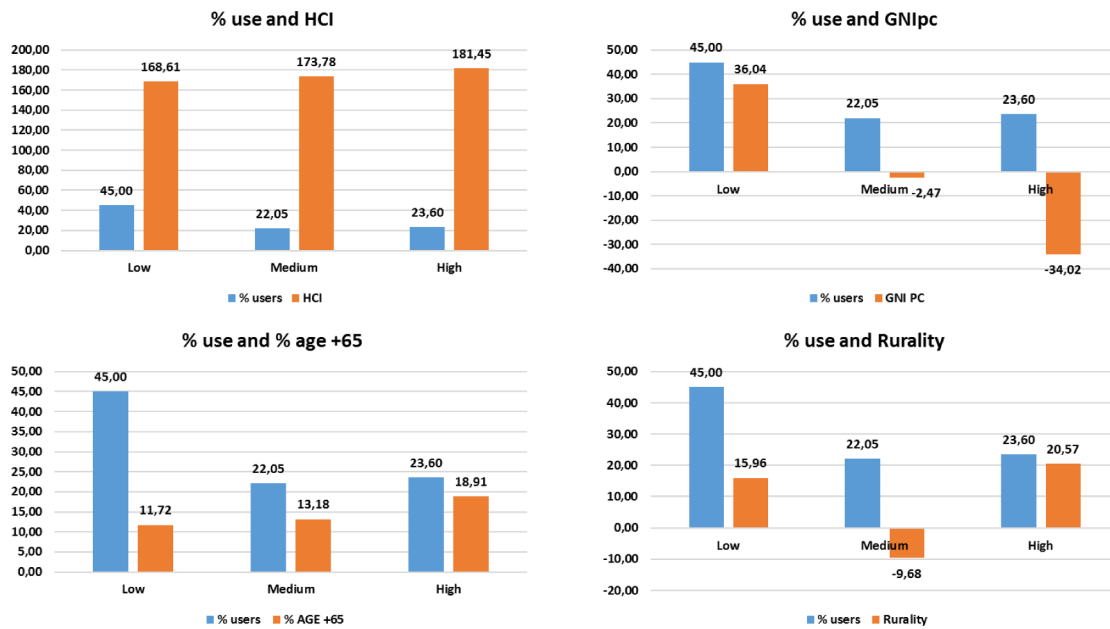 % use and HCI
200,00
180,00
160,00
140,00
120,00
100,00
80,00
60,00
40,00
20,00
0,00
45,00
168,61
22,05
173,78
23,60
181,45
Low
Medium
High
% users
HCI
% use and GNIpc
50,00
40,00
30,00
20,00
10,00
0,00
-10,00
-20,00
-30,00
-40,00
45,00
36,04
22,05
-2,47
23,60
-34,02
Low
Medium
High
% users
GNI PC
% use and % age +65
50,00
45,00
40,00
35,00
30,00
25,00
20,00
15,00
10,00
5,00
0,00
45,00
11,72
22,05
13,18
23,60
18,91
Low
Medium
High
% users
% AGE +65
% use and Rurality
50,00
40,00
30,00
20,00
10,00
0,00
-10,00
-20,00
45,00
15,96
22,05
-9,68
23,60
20,57
Low
Medium
High
% users
Rurality